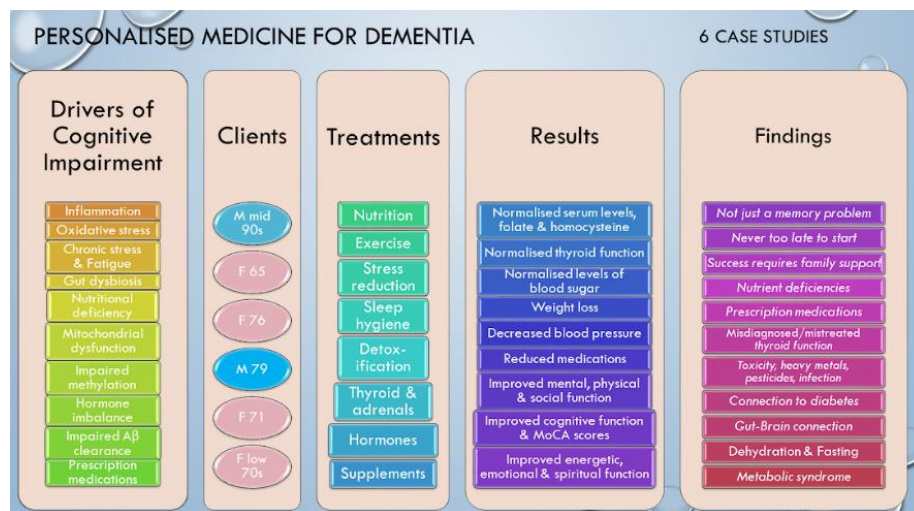 PERSONALISED MEDICINE FOR DEMENTIA
6 CASE STUDIES
Drivers of
Cognitive
Impairment
Inflammation
Oxidative stress
Chronic stress
& Fatigue
Gut dysbiosis
Nutritional
deficiency
Mitochondrial
dysfunction
Impaired
methylation
Hormone
imbalance
Impaired Aβ
clearance
Prescription
medications
Clients
M mid
90s
F 65
F 76
M 79
F 71
F low
70s
Treatments
Nutrition
Exercise
Stress
reduction
Sleep
hygiene
Detox-
ification
Thyroid &
adrenals
Hormones
Supplements
Results
Normalised serum levels,
folate & homocysteine
Normalised thyroid function
Normalised levels of
blood sugar
Weight loss
Decreased blood pressure
Reduced medications
Improved mental, physical
& social function
Improved cognitive function
& MoCA scores
Improved energetic,
emotional & spiritual function
Findings
Not just a memory problem
Never too late to start
Success requires family support
Nutrient deficiencies
Prescription medications
Misdiagnosed/mistreated
thyroid function
Toxicity, heavy metals,
pesticides, infection
Connection to diabetes
Gut-Brain connection
Dehydration & Fasting
Metabolic syndrome